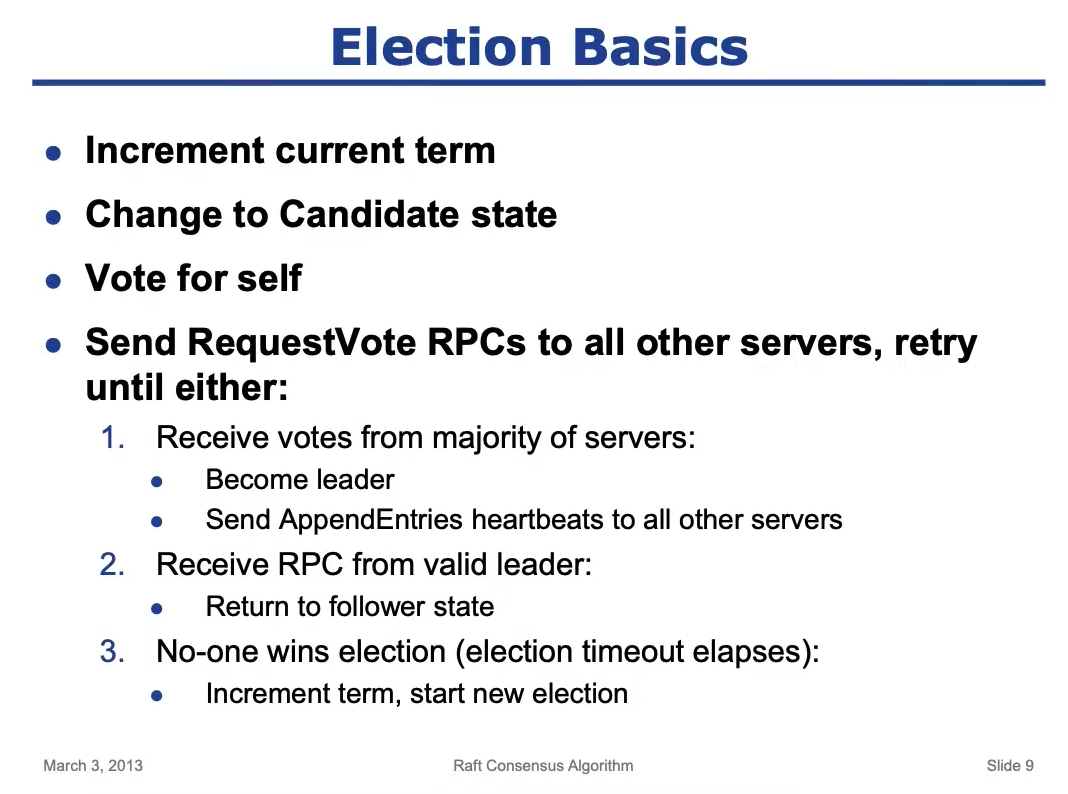 Election Basics
● Increment current term
● Change to Candidate state
● Vote for self
● Send RequestVote RPCs to all other servers, retry
until either:
1. Receive votes from majority of servers:
● Become leader
● Send AppendEntries heartbeats to all other servers
2. Receive RPC from valid leader:
● Return to follower state
3. No-one wins election (election timeout elapses):
● Increment term, start new election
March 3, 2013 Raft Consensus Algorithm Slide 9